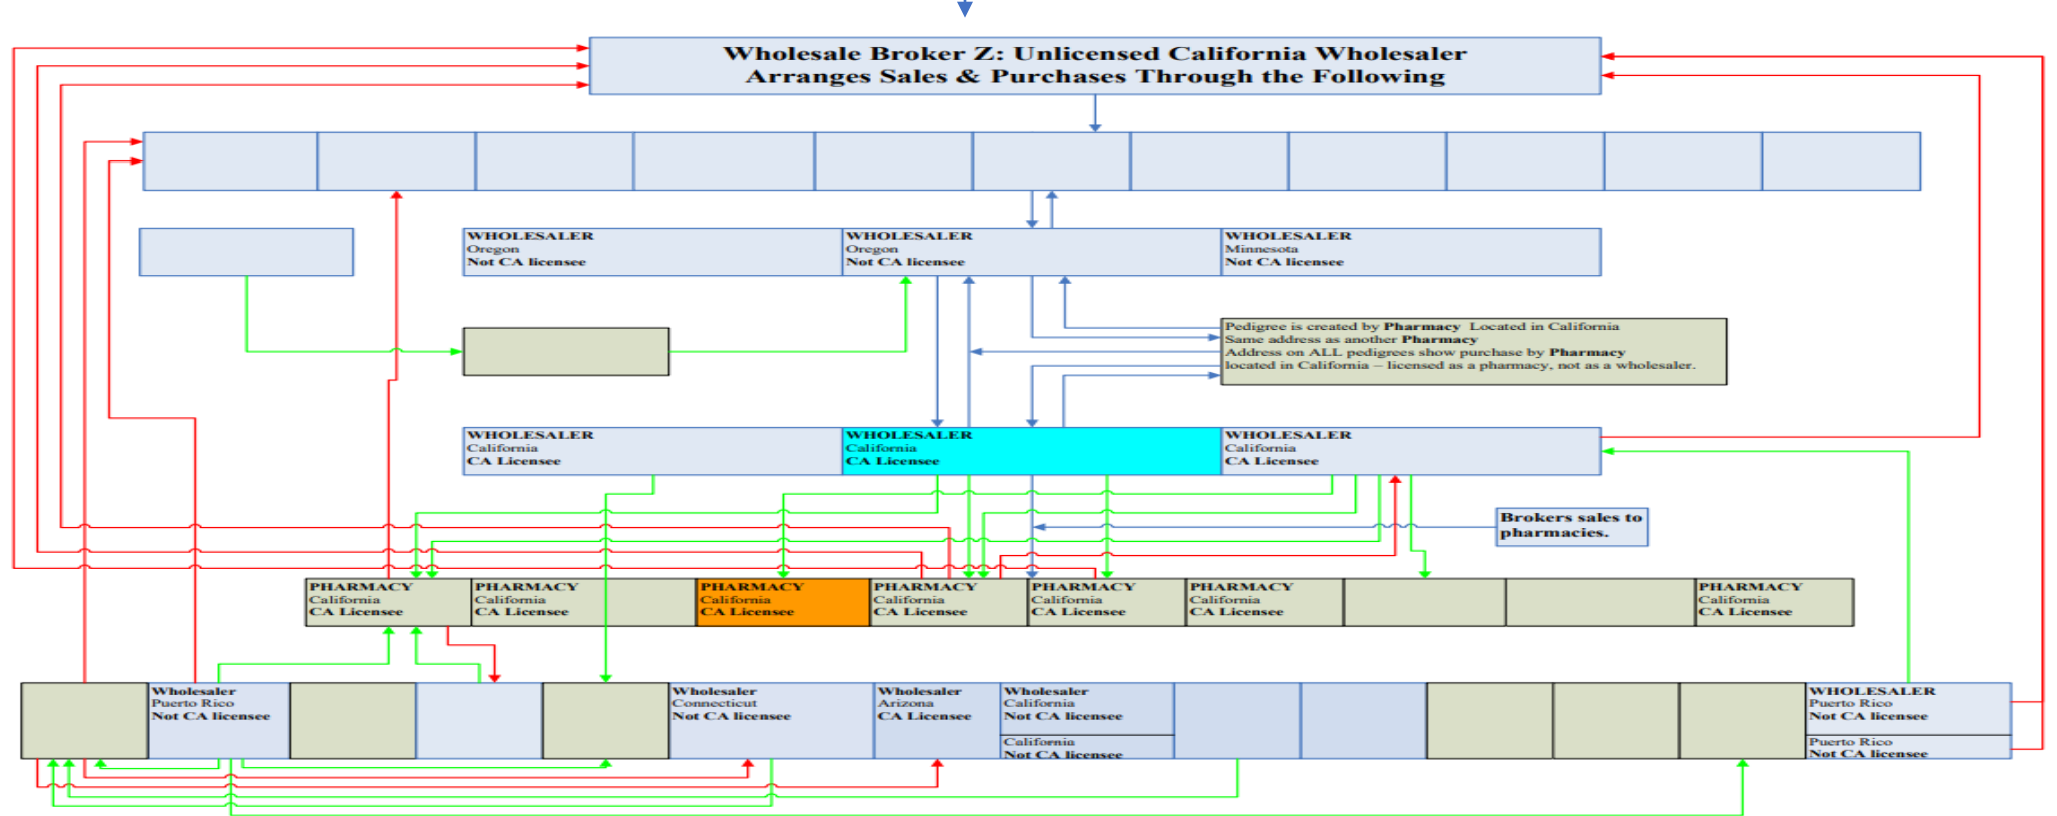 Wholesale Broker Z: Unlicensed California Wholesaler
Arranges Sales & Purchases Through the Following
WHOLESALER
Oregon
Not CA licensee
WHOLESALER
Oregon
Not CA licensee
WHOLESALER
Minnesota
Not CA licensee
Pedigree is created by Pharmacy Located in California
Same address as another Pharmacy
Address on ALL pedigrees show purchase by Pharmacy
located in California – licensed as a pharmacy, not as a wholesaler.
WHOLESALER
California
CA Licensee
WHOLESALER
California
CA Licensee
WHOLESALER
California
CA Licensee
Brokers sales to
pharmacies.
PHARMACY
California
CA Licensee
PHARMACY
California
CA Licensee
PHARMACY
California
CA Licensee
PHARMACY
California
CA Licensee
PHARMACY
California
CA Licensee
PHARMACY
California
CA Licensee
PHARMACY
California
CA Licensee
Wholesaler
Puerto Rico
Not CA licensee
Wholesaler
Connecticut
Not CA licensee
Wholesaler
Arizona
CA Licensee
Wholesaler
California
Not CA licensee
California
Not CA licensee
WHOLESALER
Puerto Rico
Not CA licensee
Puerto Rico
Not CA licensee